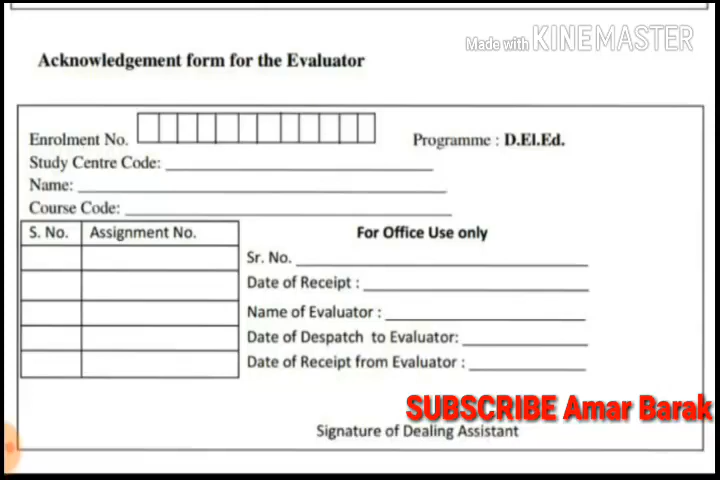 Made with KINEMASTER
Acknowledgement form for the Evaluator
Enrolment No.
Programme : D.El.Ed.
Study Centre Code:
Name:
Course Code:
S. No. Assignment No.
For Office Use only
Sr. No.
Date of Receipt :
Name of Evaluator :
Date of Despatch to Evaluator:
Date of Receipt from Evaluator :
SUBSCRIBE Amar Barak
Signature of Dealing Assistant